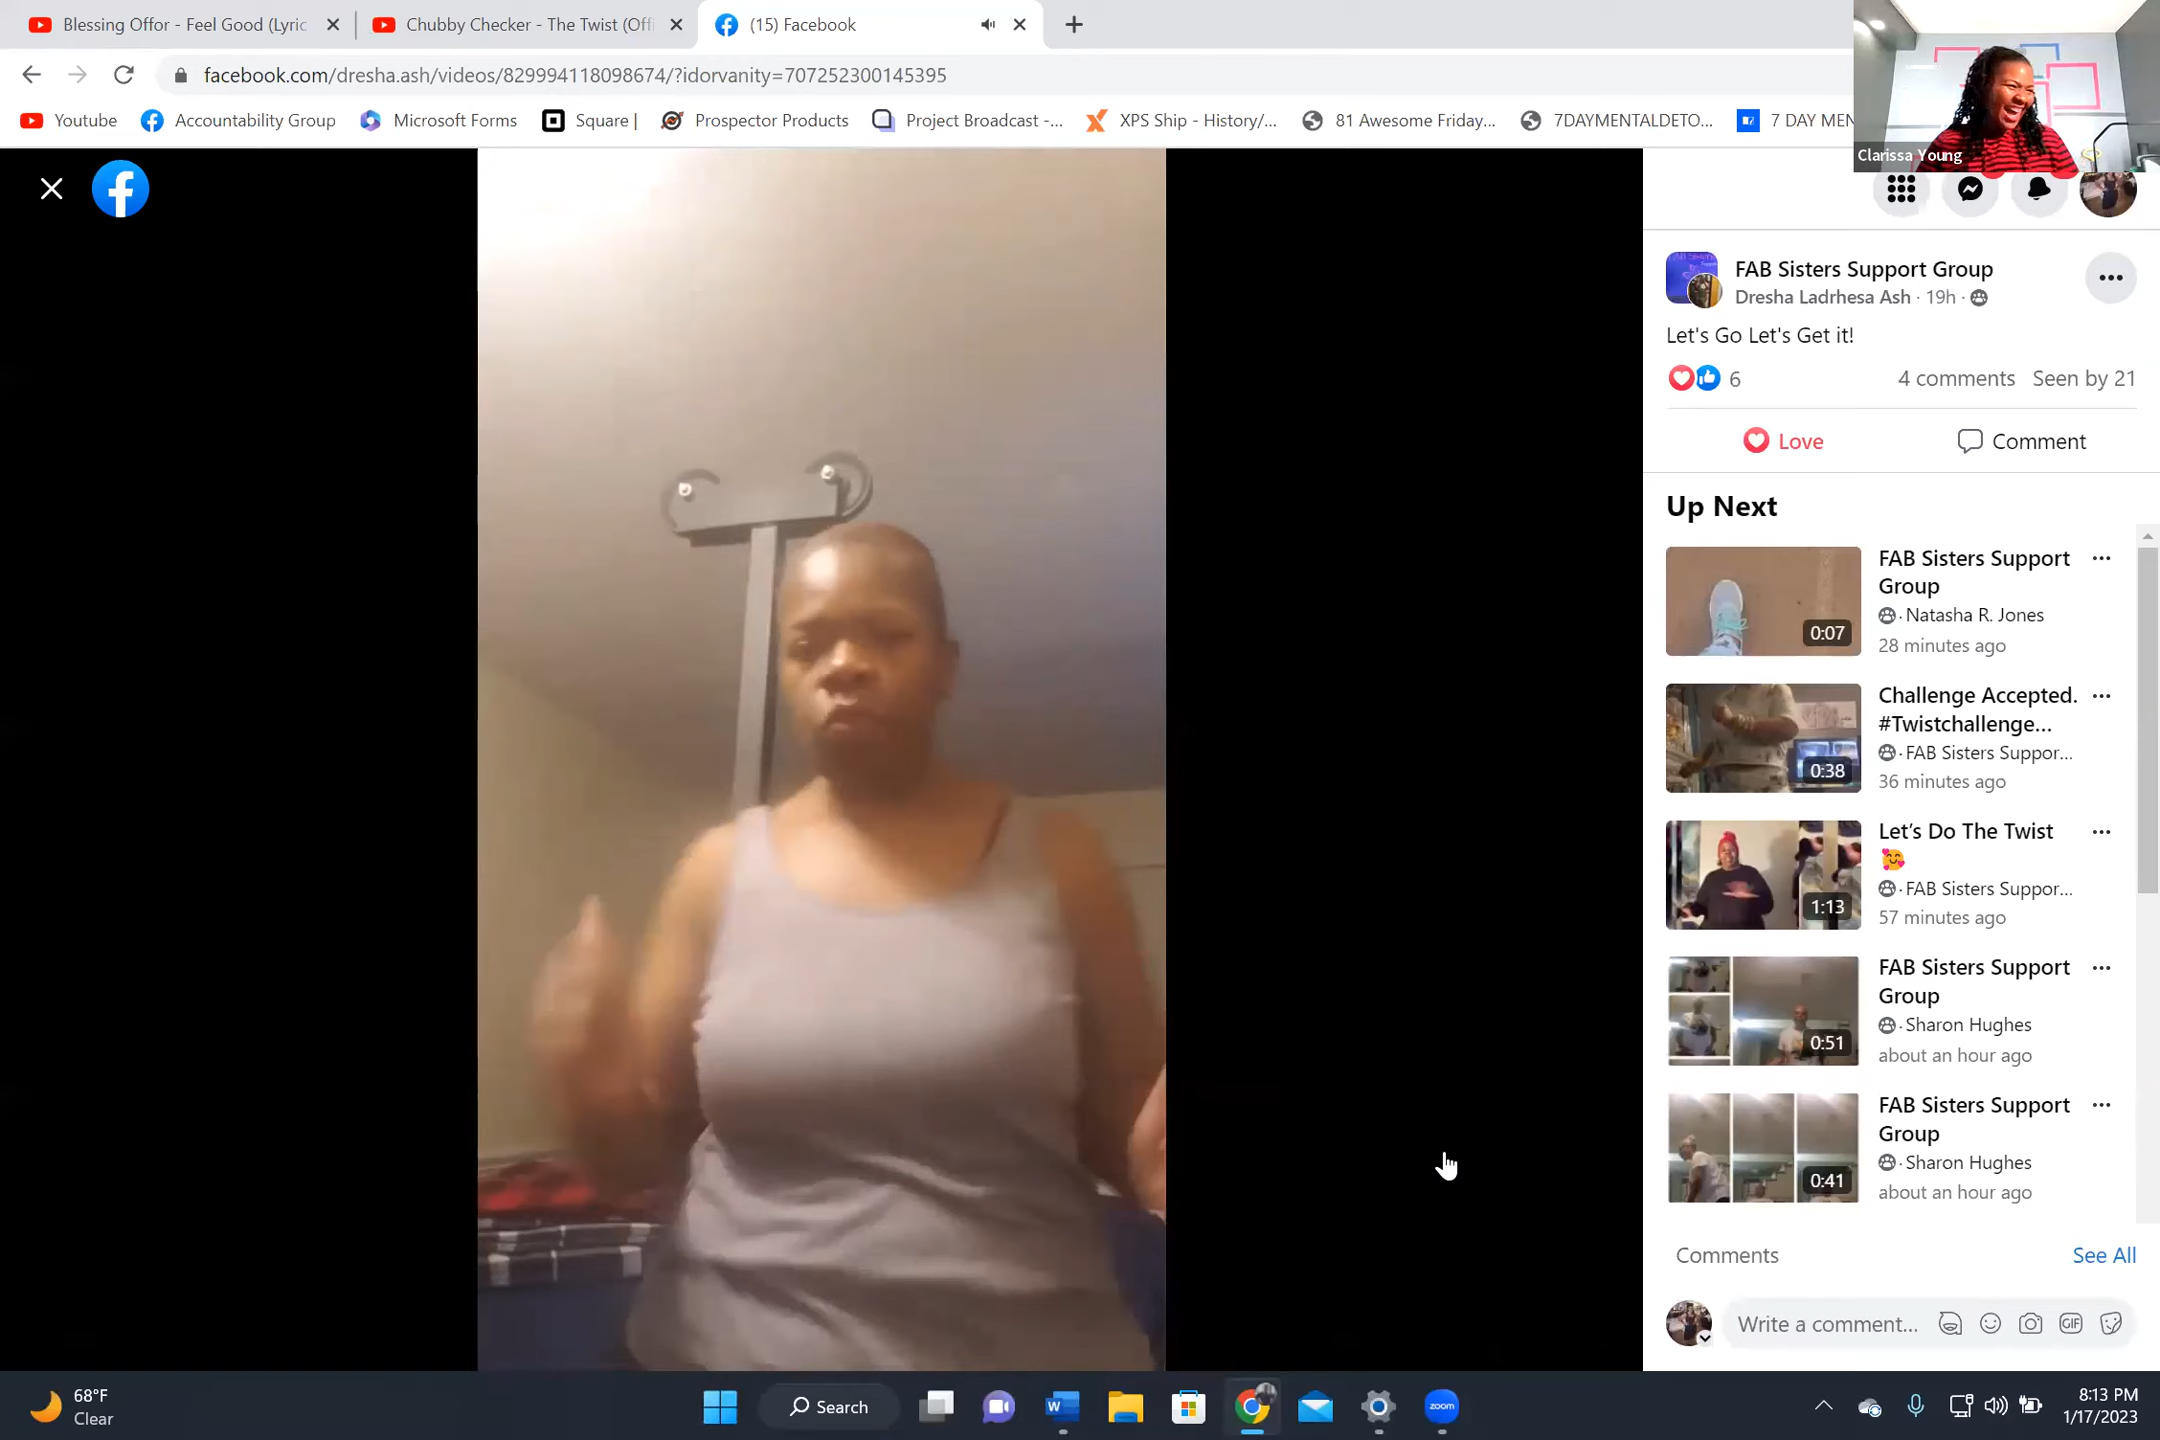 Blessing Offor - Feel Good (Lyric
Chubby Checker - The Twist (Offi
(15) Facebook
facebook.com/dresha.ash/videos/829994118098674/?idorvanity=707252300145395
Youtube
Accountability Group
Microsoft Forms
Square |
Prospector Products
Project Broadcast -...
XPS Ship - History/...
81 Awesome Friday...
7DAYMENTALDETO...
7 DAY MEN
Clarissa Young
FAB Sisters Support Group
Dresha Ladrhesa Ash · 19h ·
Let's Go Let's Get it!
6
4 comments Seen by 21
Love
Comment
Up Next
FAB Sisters Support
Group
· Natasha R. Jones
28 minutes ago
0:07
Challenge Accepted.
#Twistchallenge...
· FAB Sisters Suppor...
36 minutes ago
0:38
Let's Do The Twist
🥰
· FAB Sisters Suppor...
57 minutes ago
1:13
FAB Sisters Support
Group
· Sharon Hughes
about an hour ago
0:51
FAB Sisters Support
Group
· Sharon Hughes
about an hour ago
0:41
Comments
See All
Write a comment...
GIF
68°F
Clear
Search
W
zoom
8:13 PM
1/17/2023